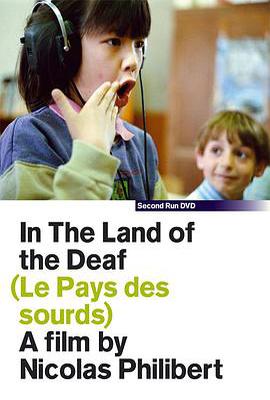 Second Run DVD
In The Land of
the Deaf
(Le Pays des
sourds)
A film by
Nicolas Philibert